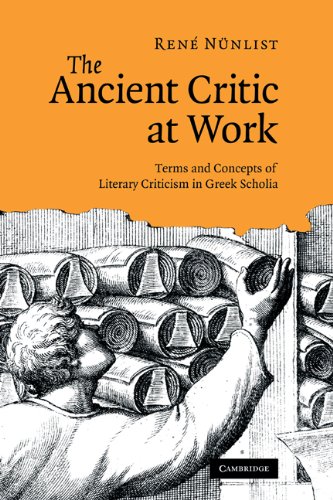 RENÉ NÜNLIST
The
Ancient Critic
at Work
Terms and Concepts of
Literary Criticism in Greek Scholia
CAMBRIDGE